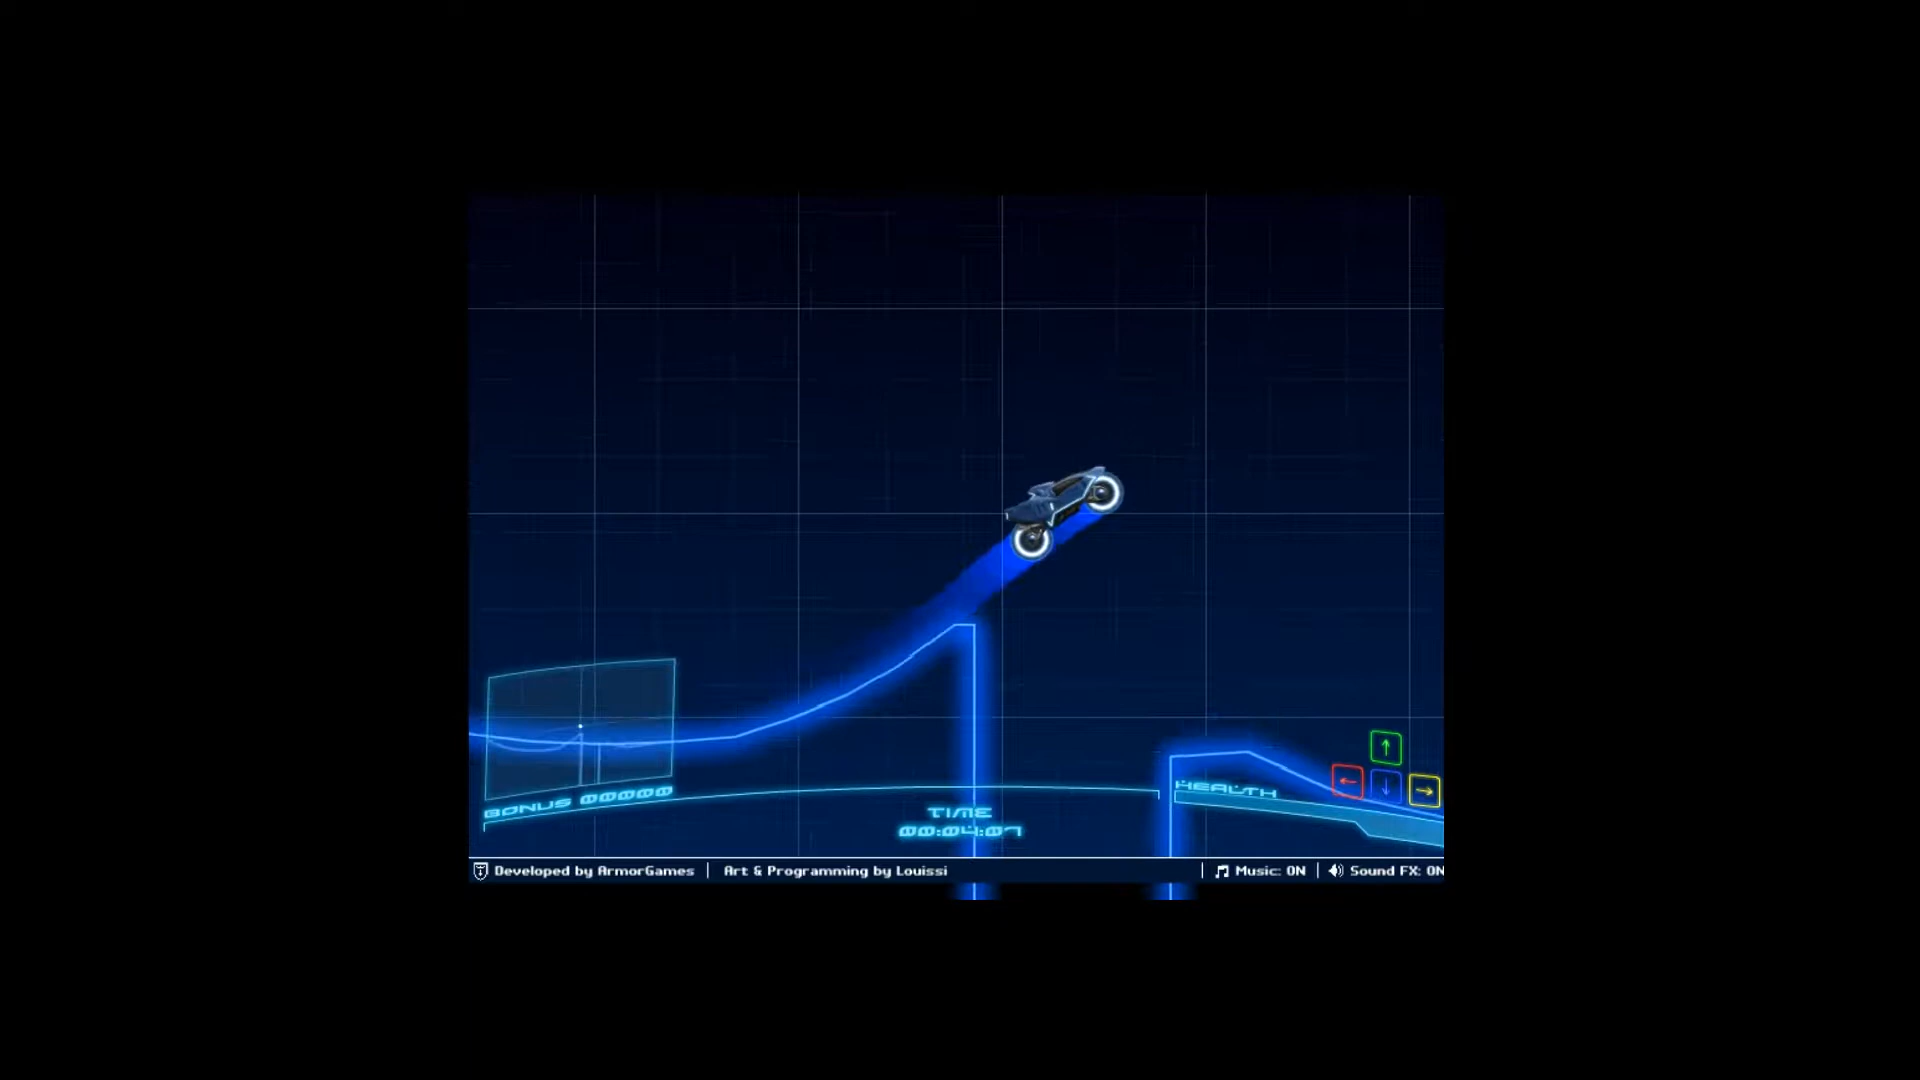 BONUS 00000
TIME
00:04:07
HEALTH
↑
← ↓ →
Developed by ArmorGames | Art & Programming by Louissi | Music: ON | Sound FX: ON